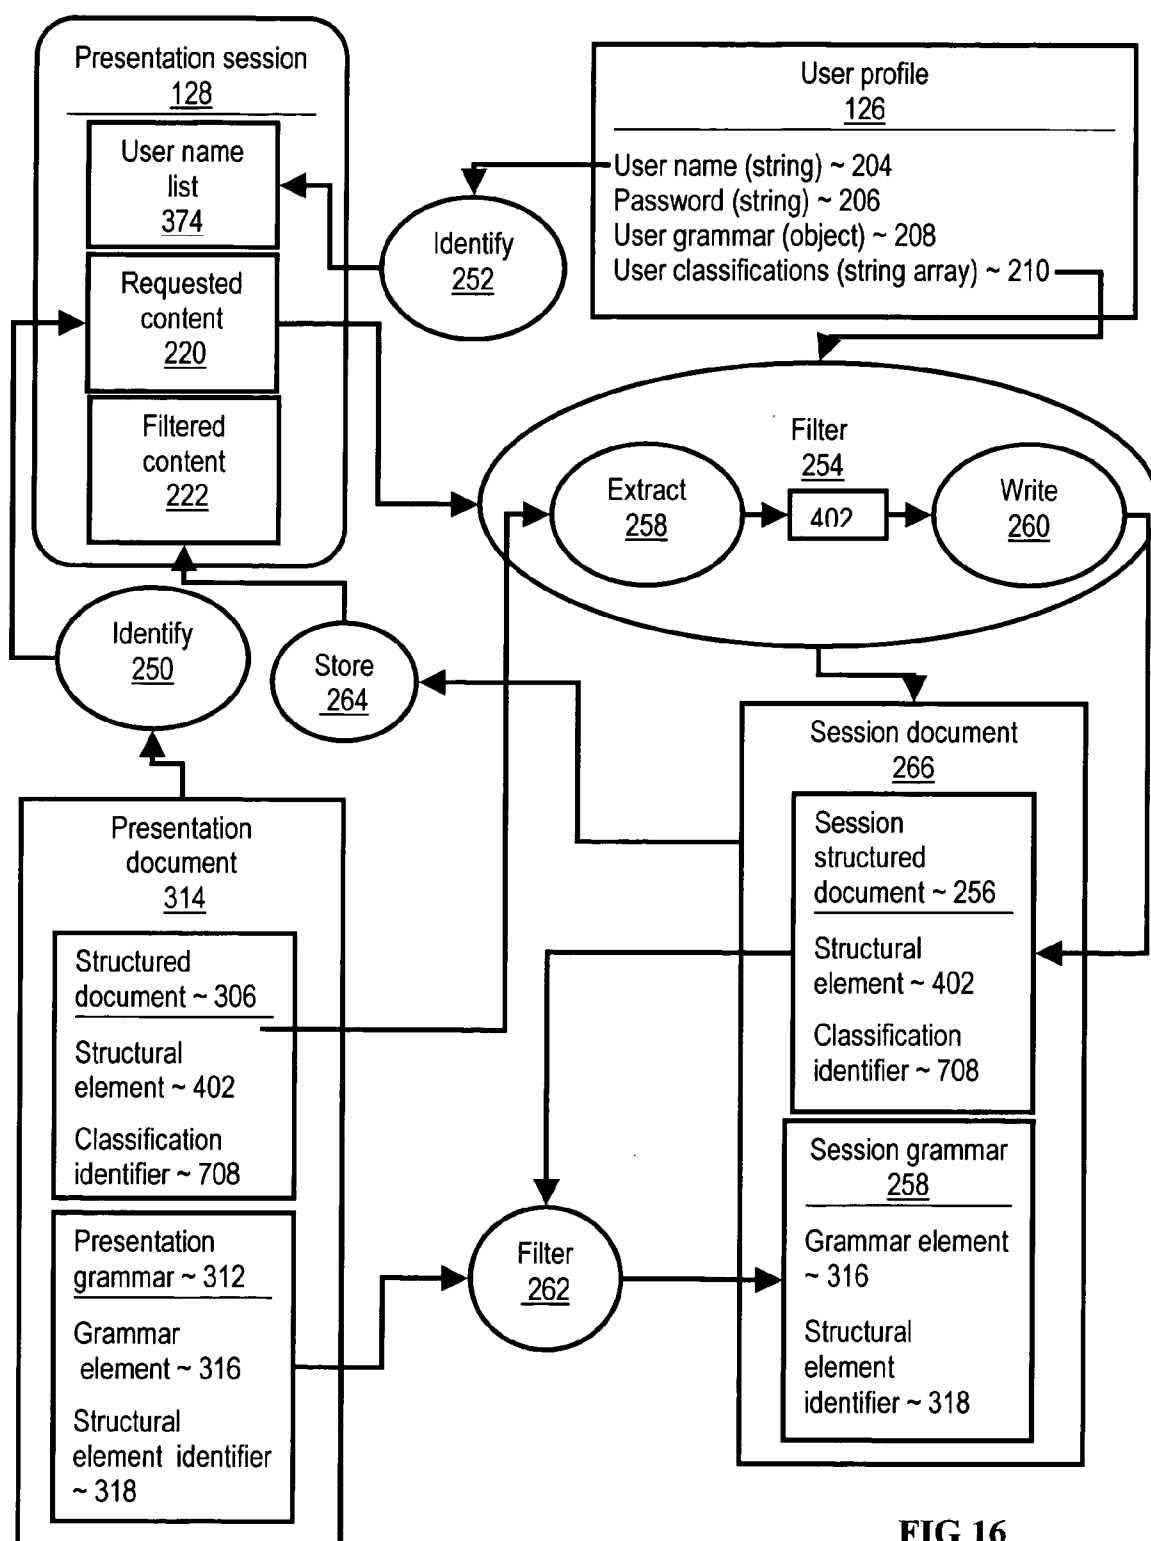 Presentation session
128
User name
list
374
Requested
content
220
Filtered
content
222
User profile
126
User name (string) ~ 204
Password (string) ~ 206
User grammar (object) ~ 208
User classifications (string array) ~ 210
Identify
252
Filter
254
Extract
258
402
Write
260
Identify
250
Store
264
Presentation
document
314
Structured
document ~ 306
Structural
element ~ 402
Classification
identifier ~ 708
Presentation
grammar ~ 312
Grammar
element ~ 316
Structural
element identifier
~ 318
Filter
262
Session document
266
Session
structured
document ~ 256
Structural
element ~ 402
Classification
identifier ~ 708
Session grammar
258
Grammar element
~ 316
Structural
element
identifier ~ 318
FIG 16